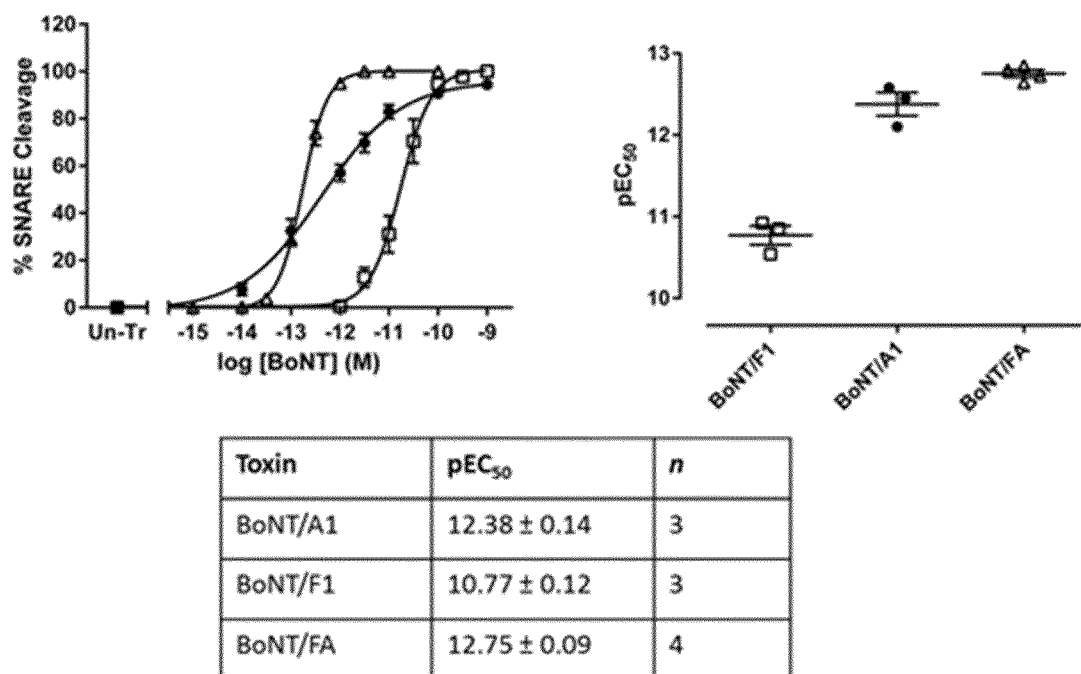 120
100
80
60
40
20
0
% SNARE Cleavage
Un-Tr -15 -14 -13 -12 -11 -10 -9
log [BoNT] (M)
13
12
11
10
pEC50
BoNT/F1
BoNT/A1
BoNT/FA
Toxin pEC50 n
BoNT/A1 12.38 ± 0.14 3
BoNT/F1 10.77 ± 0.12 3
BoNT/FA 12.75 ± 0.09 4